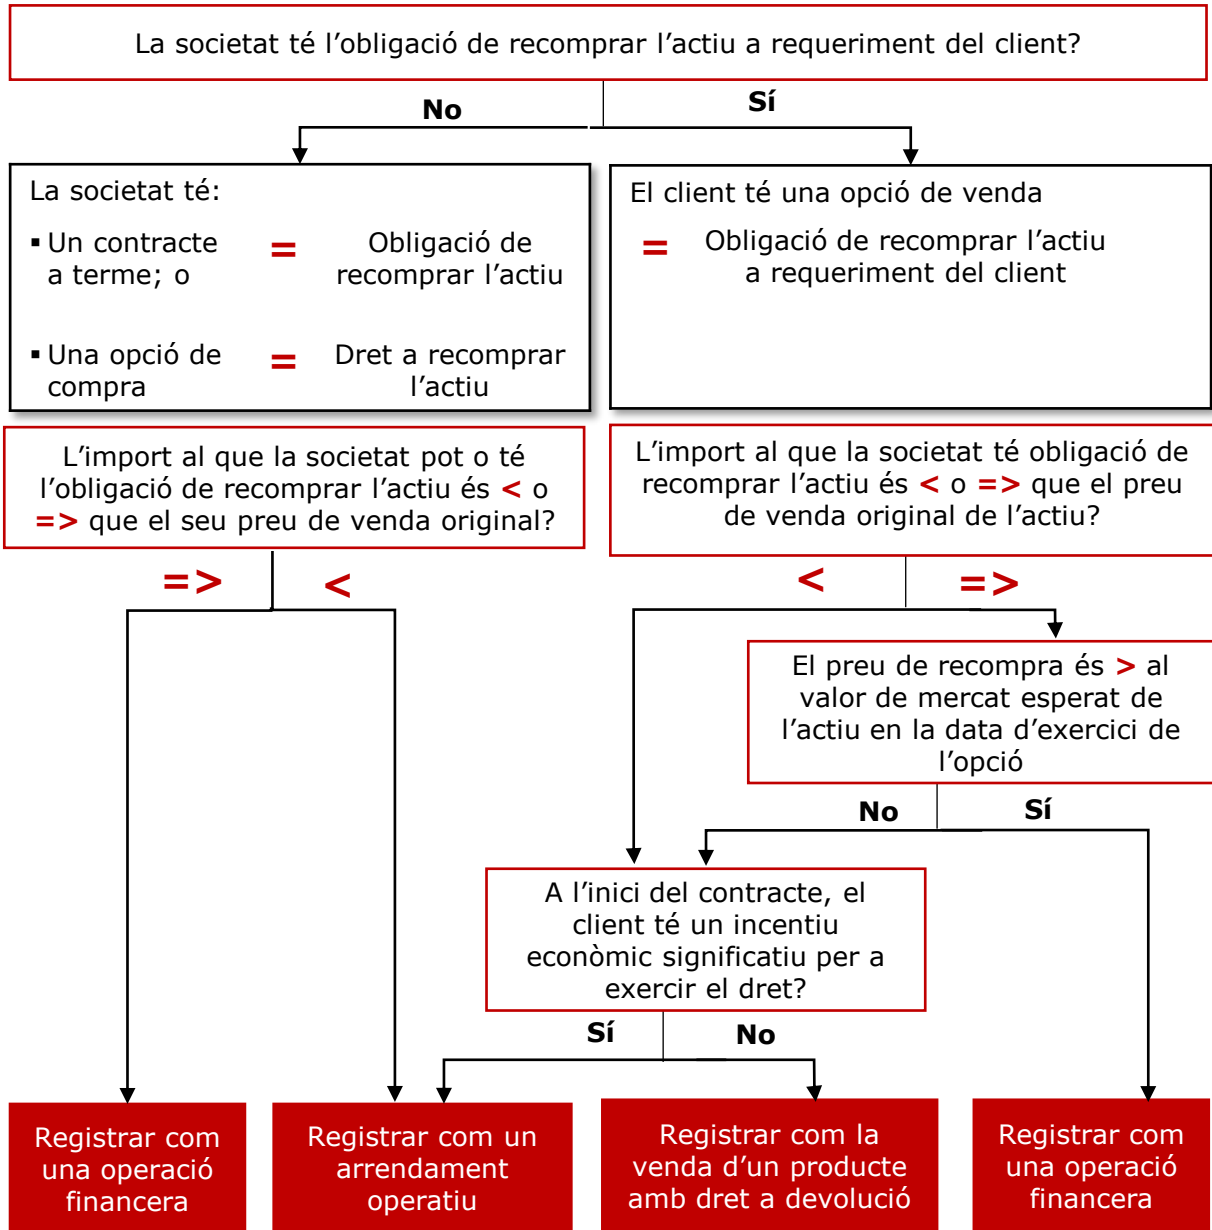 La societat té l’obligació de recomprar l’actiu a requeriment del client?
No
Sí
La societat té:
▪ Un contracte
a terme; o
=
Obligació de
recomprar l’actiu
▪ Una opció de
compra
=
Dret a recomprar
l’actiu
El client té una opció de venda
=
Obligació de recomprar l’actiu
a requeriment del client
L’import al que la societat pot o té
l’obligació de recomprar l’actiu és < o
=> que el seu preu de venda original?
L’import al que la societat té obligació de
recomprar l’actiu és < o => que el preu
de venda original de l’actiu?
=>
<
<
=>
El preu de recompra és > al
valor de mercat esperat de
l’actiu en la data d’exercici de
l’opció
No
Sí
A l’inici del contracte, el
client té un incentiu
econòmic significatiu per a
exercir el dret?
Sí
No
Registrar com
una operació
financera
Registrar com un
arrendament
operatiu
Registrar com la
venda d’un producte
amb dret a devolució
Registrar com
una operació
financera